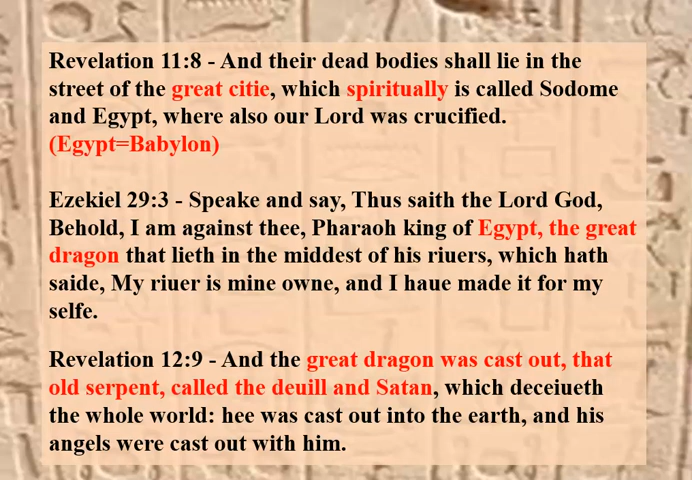 Revelation 11:8 - And their dead bodies shall lie in the
street of the great citie, which spiritually is called Sodome
and Egypt, where also our Lord was crucified.
(Egypt=Babylon)
Ezekiel 29:3 - Speake and say, Thus saith the Lord God,
Behold, I am against thee, Pharaoh king of Egypt, the great
dragon that lieth in the middest of his riuers, which hath
saide, My riuer is mine owne, and I haue made it for my
selfe.
Revelation 12:9 - And the great dragon was cast out, that
old serpent, called the deuill and Satan, which deceiueth
the whole world: hee was cast out into the earth, and his
angels were cast out with him.